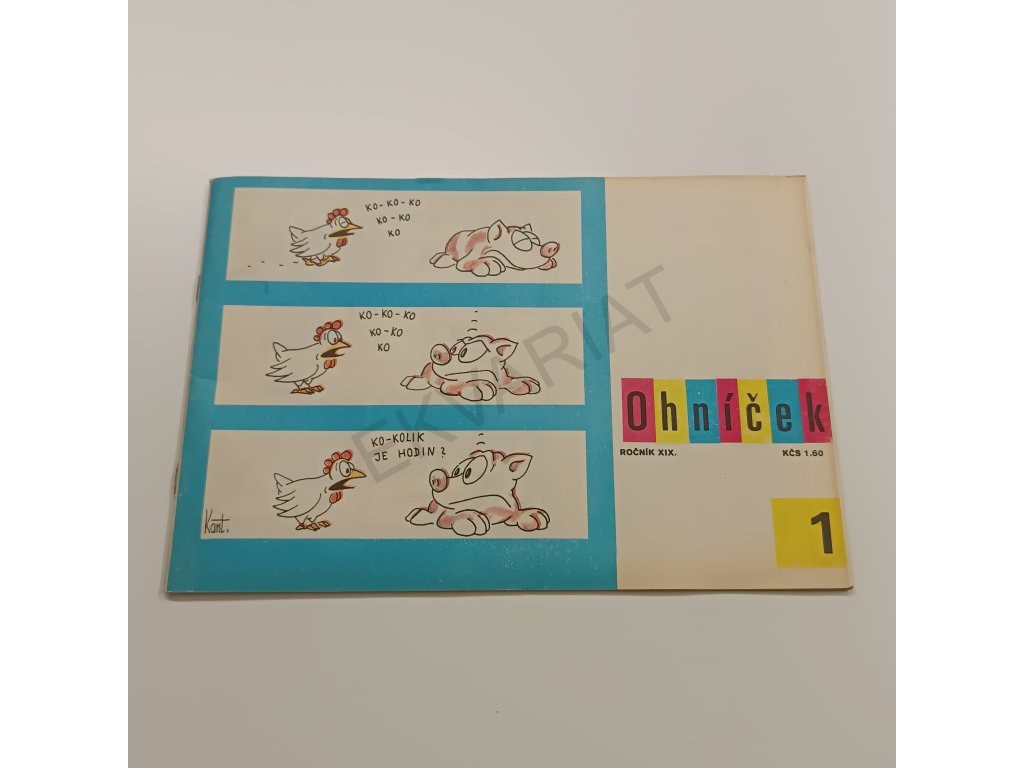 KO-KO-KO
KO-KO
KO
KO-KO-KO
KO-KO
KO
KO-KOLIK
JE HODIN?
Kant.
Ohníček
ROČNÍK XIX.
KČS 1.60
1
EKVARIAT